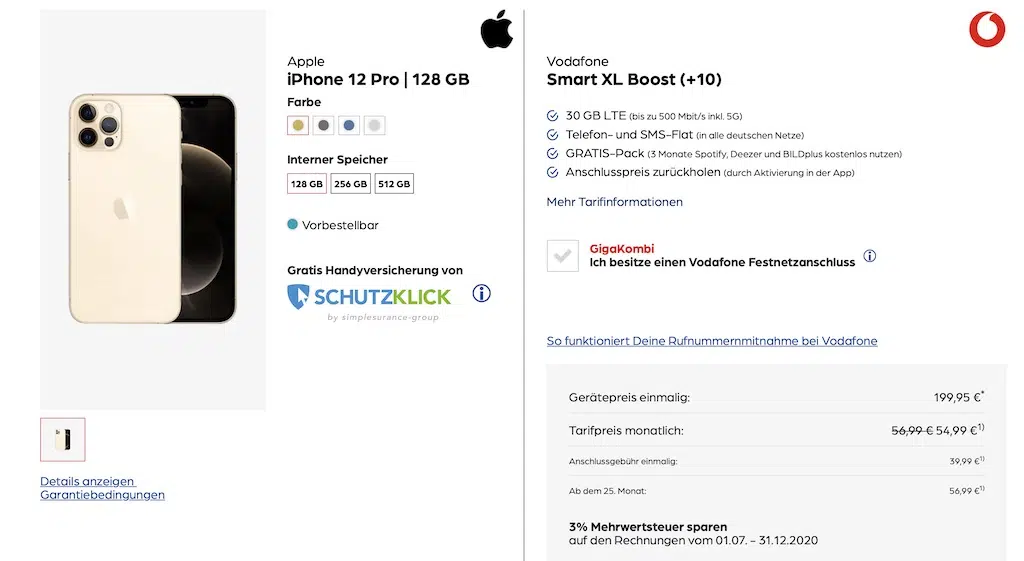 Apple
iPhone 12 Pro | 128 GB
Farbe
Interner Speicher
128 GB
256 GB
512 GB
Vorbestellbar
Gratis Handyversicherung von
SCHUTZKLICK
by simplesurance-group
Details anzeigen
Garantiebedingungen
Vodafone
Smart XL Boost (+10)
30 GB LTE (bis zu 500 Mbit/s inkl. 5G)
Telefon- und SMS-Flat (in alle deutschen Netze)
GRATIS-Pack (3 Monate Spotify, Deezer und BILDplus kostenlos nutzen)
Anschlusspreis zurückholen (durch Aktivierung in der App)
Mehr Tarifinformationen
GigaKombi
Ich besitze einen Vodafone Festnetzanschluss
So funktioniert Deine Rufnummernmitnahme bei Vodafone
Gerätepreis einmalig: 199,95 €*
Tarifpreis monatlich: 56,99 € 54,99 €1)
Anschlussgebühr einmalig: 39,99 €1)
Ab dem 25. Monat: 56,99 €1)
3% Mehrwertsteuer sparen
auf den Rechnungen vom 01.07. - 31.12.2020